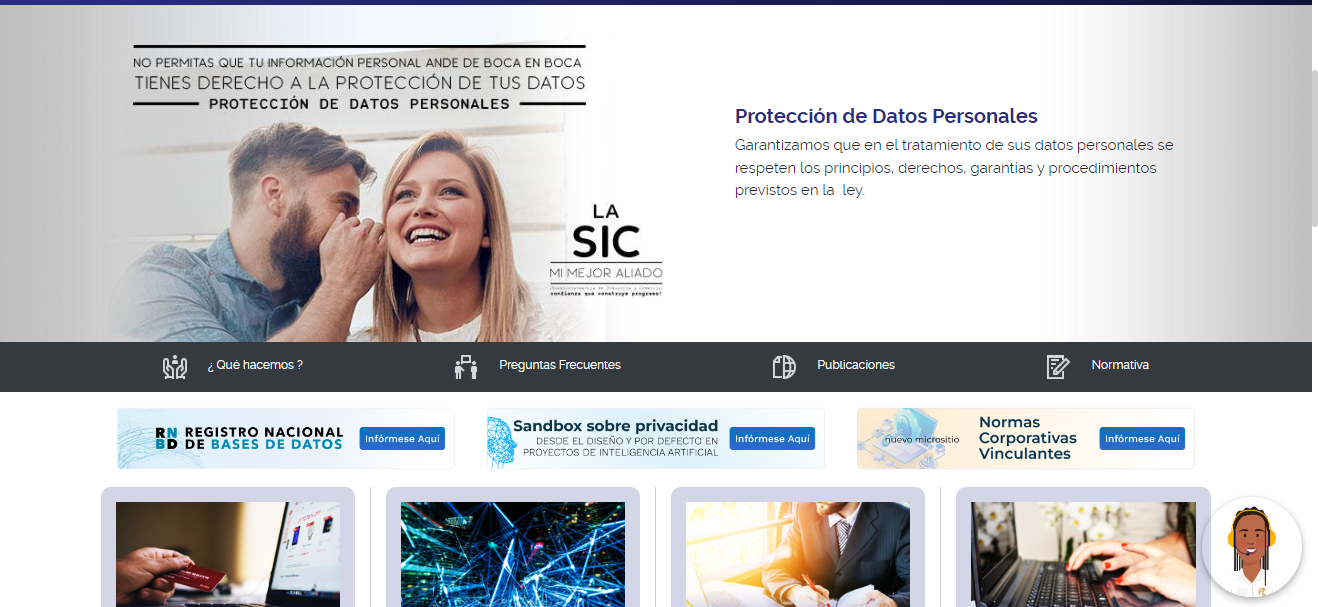 NO PERMITAS QUE TU INFORMACIÓN PERSONAL ANDE DE BOCA EN BOCA
TIENES DERECHO A LA PROTECCIÓN DE TUS DATOS
PROTECCIÓN DE DATOS PERSONALES
LA
SIC
MI MEJOR ALIADO
Superintendencia de Industria y Comercio
confianza que construye progreso!
Protección de Datos Personales
Garantizamos que en el tratamiento de sus datos personales se
respeten los principios, derechos, garantías y procedimientos
previstos en la ley.
¿ Qué hacemos ?
Preguntas Frecuentes
Publicaciones
Normativa
RN REGISTRO NACIONAL
BD DE BASES DE DATOS
Infórmese Aquí
Sandbox sobre privacidad
DESDE EL DISEÑO Y POR DEFECTO EN
PROYECTOS DE INTELIGENCIA ARTIFICIAL
Infórmese Aquí
nuevo micrositio
Normas
Corporativas
Vinculantes
Infórmese Aquí